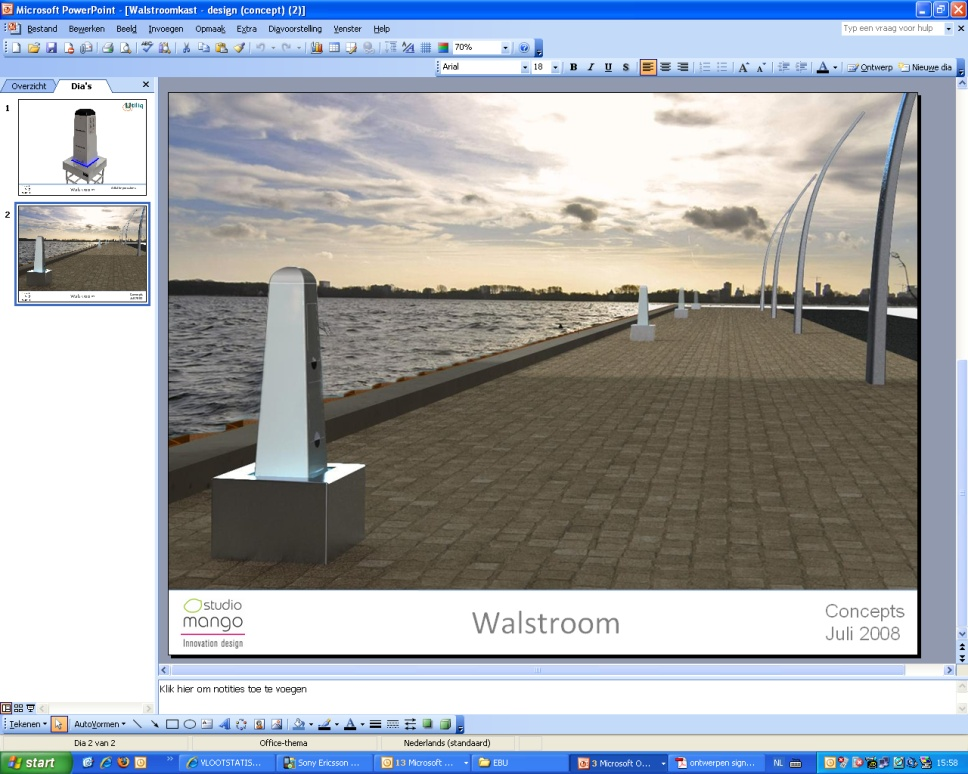 Microsoft PowerPoint - [Walstroomkast - design (concept) (2)]
Bestand Bewerken Beeld Invoegen Opmaak Extra Diavoorstelling Venster Help Typ een vraag voor hulp
70%
Arial 18 B I U S A A A Ontwerp Nieuwe dia
Overzicht Dia's
1
Utiliq
Walstroom
2
Walstroom
studio
mango
Innovation design
Walstroom
Concepts
Juli 2008
Klik hier om notities toe te voegen
Tekenen AutoVormen
Dia 2 van 2 Office-thema Nederlands (standaard)
start VLOOTSTATIS... Sony Ericsson ... 13 Microsoft ... EBU 3 Microsoft O... ontwerpen sign... NL 15:58